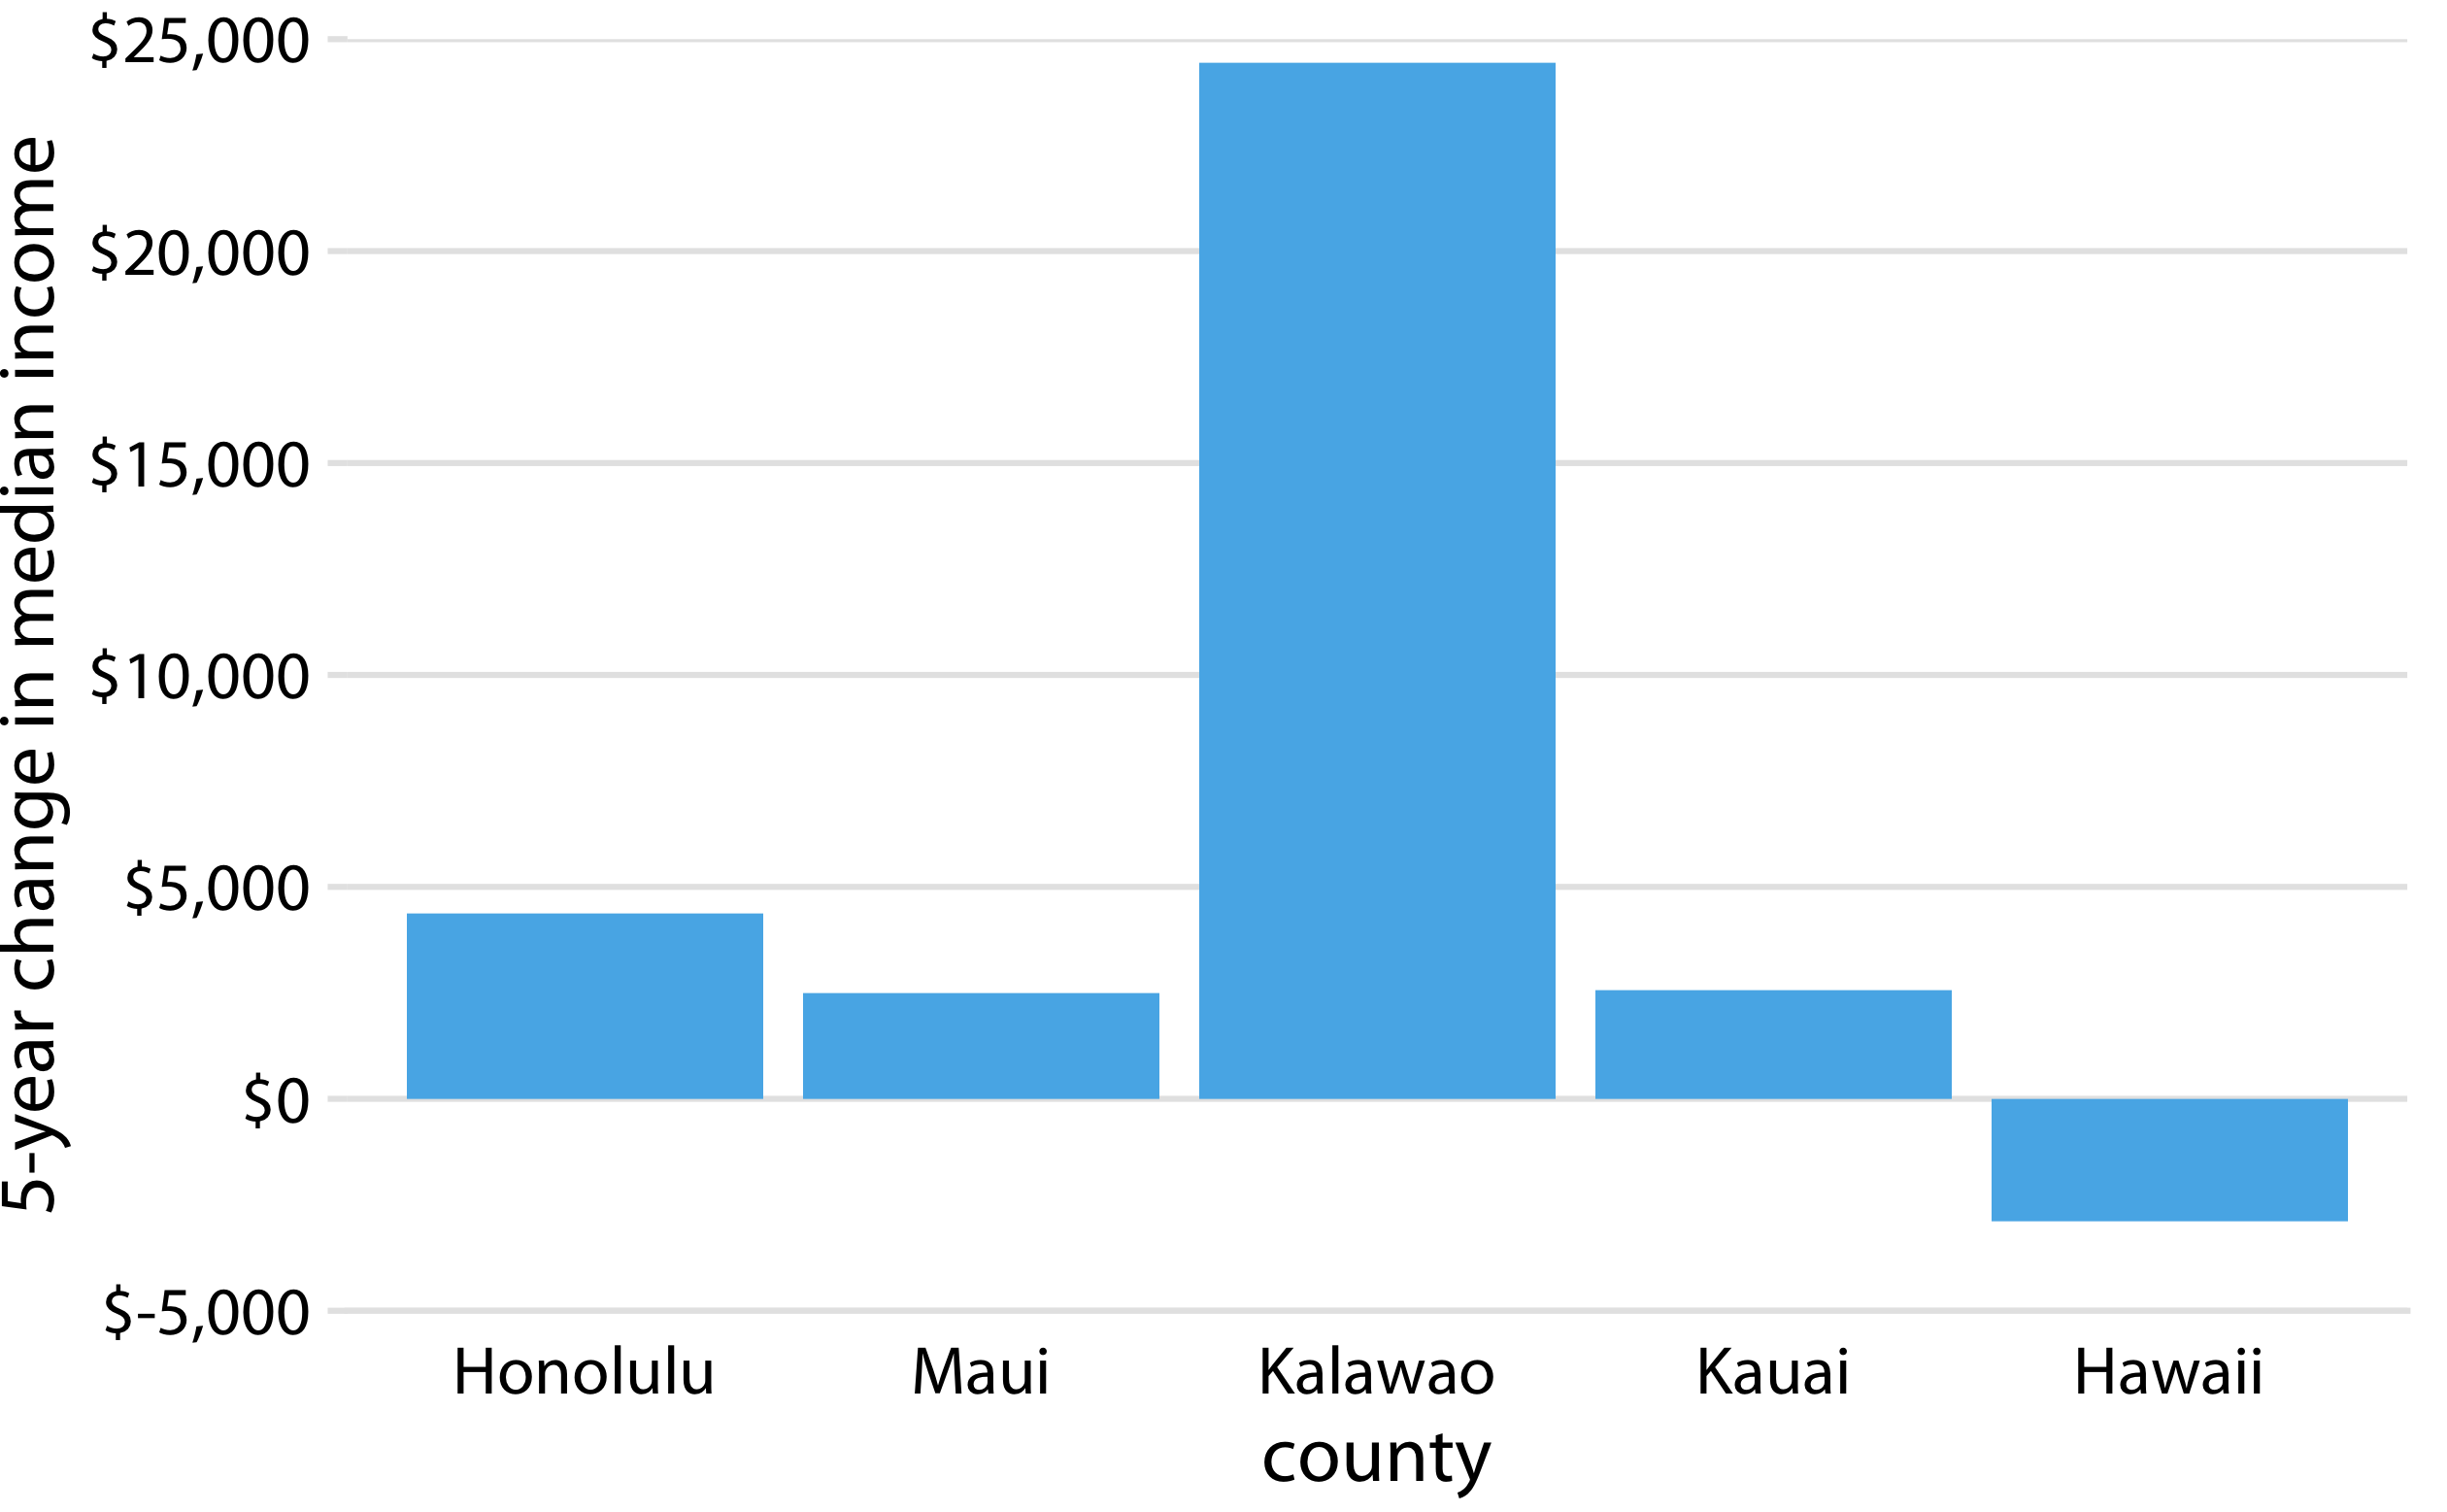 5-year change in median income
$25,000
$20,000
$15,000
$10,000
$5,000
$0
$-5,000
Honolulu Maui Kalawao Kauai Hawaii
county